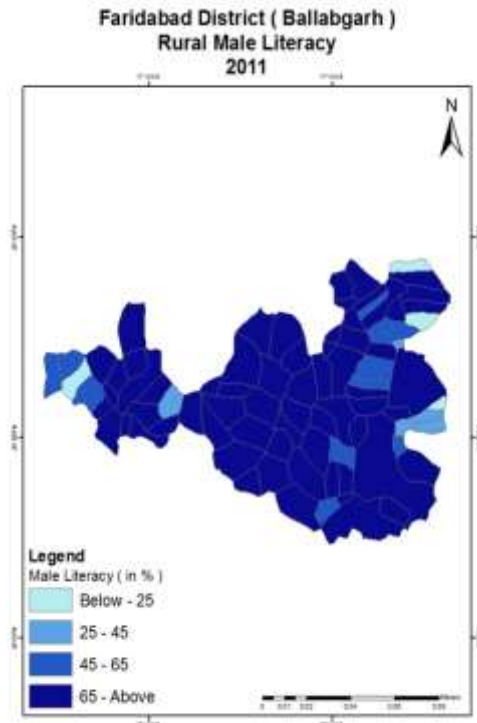 Faridabad District ( Ballabgarh )
Rural Male Literacy
2011
N
Legend
Male Literacy ( in % )
Below - 25
25 - 45
45 - 65
65 - Above